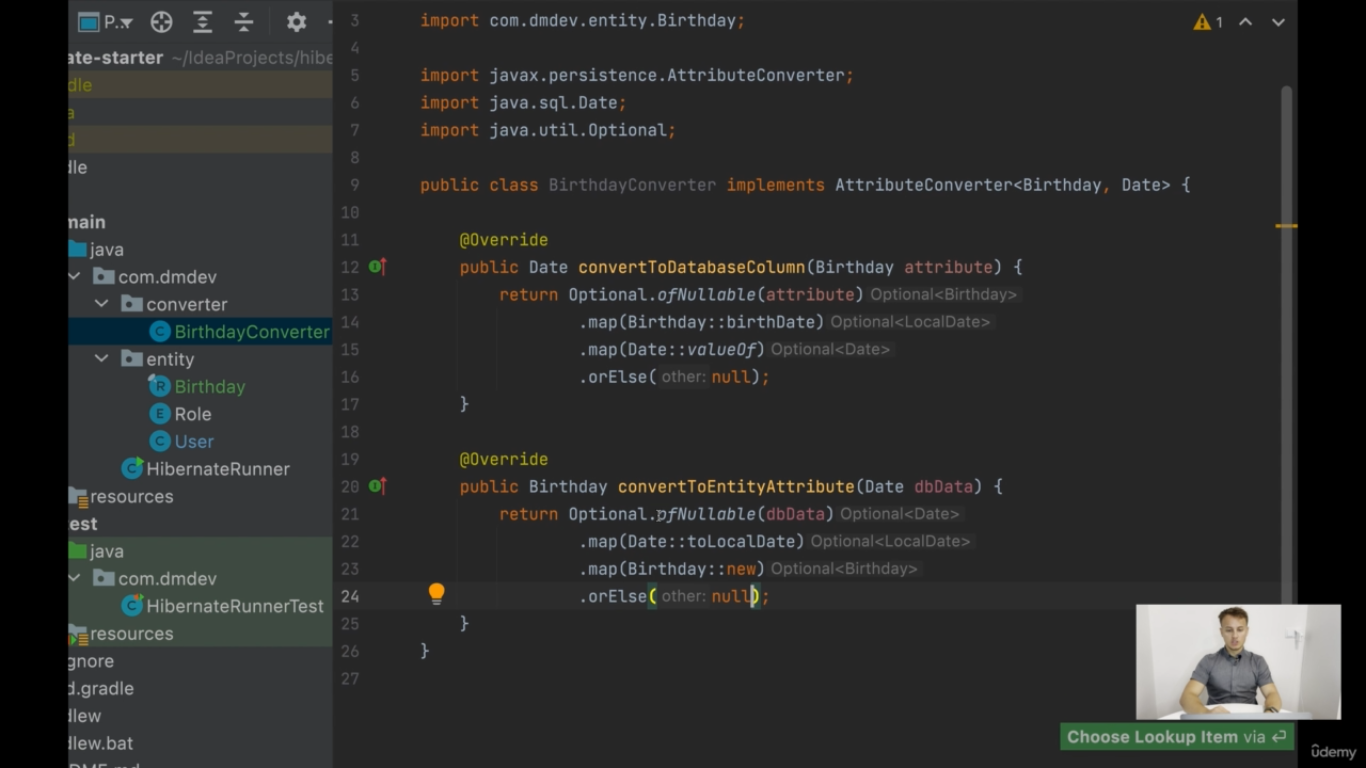 P..
ate-starter ~/IdeaProjects/hibe
dle
a
d
dle
main
java
com.dmdev
converter
BirthdayConverter
entity
Birthday
Role
User
HibernateRunner
resources
est
java
com.dmdev
HibernateRunnerTest
resources
gnore
d.gradle
dlew
dlew.bat
1
3 import com.dmdev.entity.Birthday;
4
5 import javax.persistence.AttributeConverter;
6 import java.sql.Date;
7 import java.util.Optional;
8
9 public class BirthdayConverter implements AttributeConverter<Birthday, Date> {
10
11 @Override
12 public Date convertToDatabaseColumn(Birthday attribute) {
13 return Optional.ofNullable(attribute) Optional<Birthday>
14 .map(Birthday::birthDate) Optional<LocalDate>
15 .map(Date::valueOf) Optional<Date>
16 .orElse( other: null);
17 }
18
19 @Override
20 public Birthday convertToEntityAttribute(Date dbData) {
21 return Optional.ofNullable(dbData) Optional<Date>
22 .map(Date::toLocalDate) Optional<LocalDate>
23 .map(Birthday::new) Optional<Birthday>
24 .orElse( other: null);
25 }
26 }
27
Choose Lookup Item via ↵
udemy